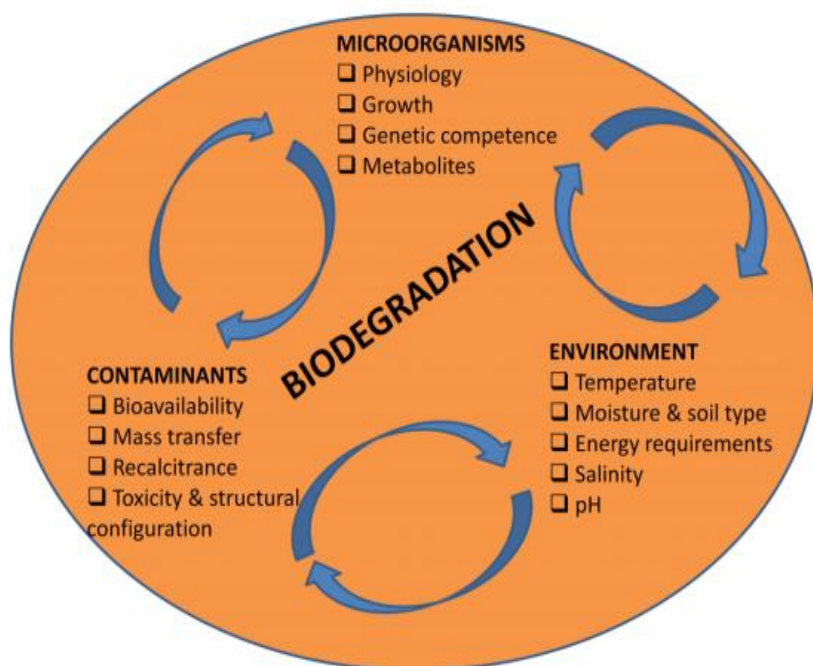 MICROORGANISMS
❑ Physiology
❑ Growth
❑ Genetic competence
❑ Metabolites
BIODEGRADATION
CONTAMINANTS
❑ Bioavailability
❑ Mass transfer
❑ Recalcitrance
❑ Toxicity & structural
configuration
ENVIRONMENT
❑ Temperature
❑ Moisture & soil type
❑ Energy requirements
❑ Salinity
❑ pH